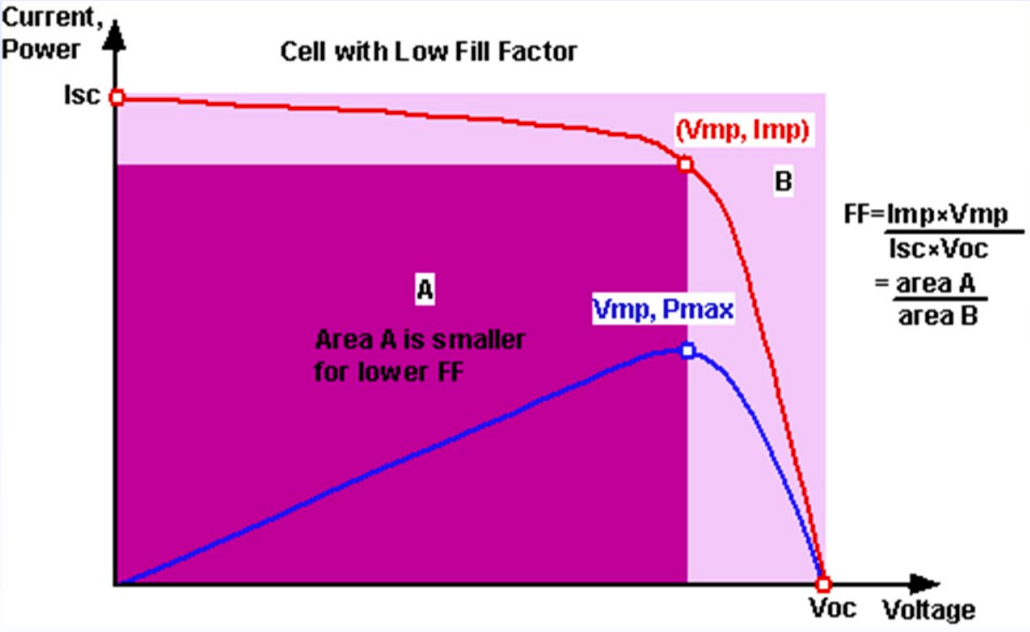 Current,
Power
Cell with Low Fill Factor
Isc
(Vmp, Imp)
B
FF=Imp×Vmp
Isc×Voc
= area A
area B
A
Vmp, Pmax
Area A is smaller
for lower FF
Voc Voltage